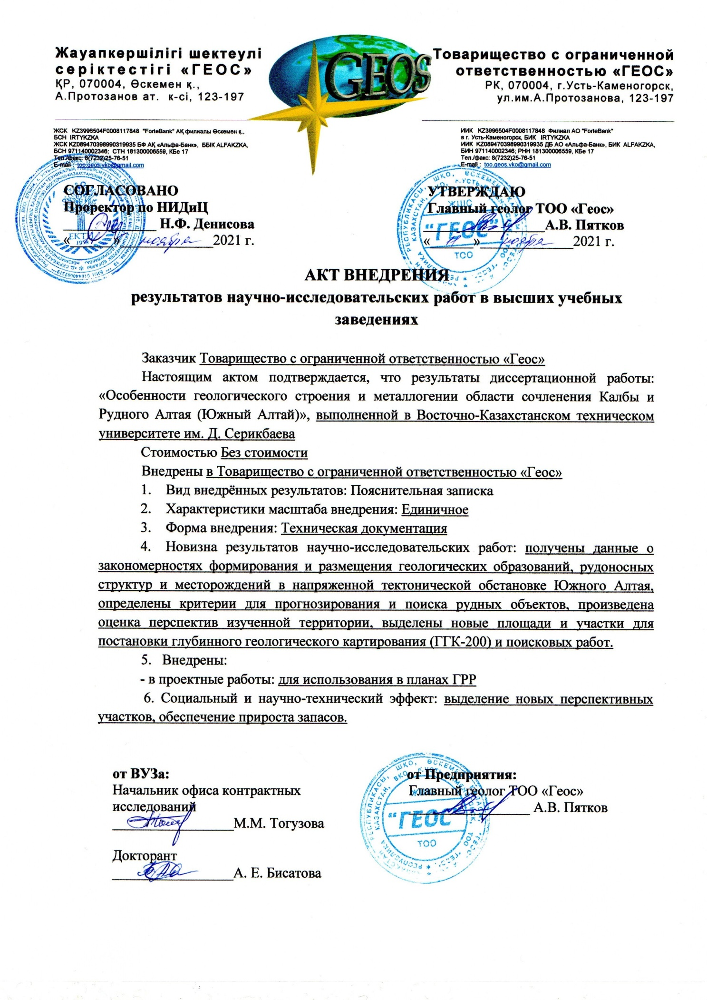 Жауапкершілігі шектеулі
серіктестігі «ГЕОС»
ҚР, 070004, Өскемен қ.,
А.Протозанов ат. к-сі, 123-197
GEOS
Товарищество с ограниченной
ответственностью «ГЕОС»
РК, 070004, г.Усть-Каменогорск,
ул.им.А.Протозанова, 123-197
ЖСК KZ3996504F0008117848 "ForteBank" АҚ филиалы Өскемен қ.,
БСН IRTYKZKA
ЖСК KZ089470398990319935 БФ АҚ «Альфа-Банк», ББІК ALFAKZKA,
БСН 971140002346; СТН 181300006559, КБе 17
Тел./факс: 8(7232)25-76-51
E-mail : too.geos.vko@gmail.com
ИИК KZ3996504F0008117848 Филиал АО "ForteBank"
в г. Усть-Каменогорск, БИК IRTYKZKA
ИИК KZ089470398990319935 ДБ АО «Альфа-Банк», БИК ALFAKZKA,
БИН 971140002346; РНН 181300006559, КБе 17
Тел./факс: 8(7232)25-76-51
E-mail : too.geos.vko@gmail.com
СОГЛАСОВАНО
Проректор по НИДиЦ
Н.Ф. Денисова
« » ноября 2021 г.
УТВЕРЖДАЮ
Главный геолог ТОО «Геос»
А.В. Пятков
« 11 » ноября 2021 г.
ЖШС
"ГЕОС"
ТОО
АКТ ВНЕДРЕНИЯ
результатов научно-исследовательских работ в высших учебных
заведениях
Заказчик Товарищество с ограниченной ответственностью «Геос»
Настоящим актом подтверждается, что результаты диссертационной работы:
«Особенности геологического строения и металлогении области сочленения Калбы и
Рудного Алтая (Южный Алтай)», выполненной в Восточно-Казахстанском техническом
университете им. Д. Серикбаева
Стоимостью Без стоимости
Внедрены в Товарищество с ограниченной ответственностью «Геос»
1. Вид внедрённых результатов: Пояснительная записка
2. Характеристики масштаба внедрения: Единичное
3. Форма внедрения: Техническая документация
4. Новизна результатов научно-исследовательских работ: получены данные о
закономерностях формирования и размещения геологических образований, рудоносных
структур и месторождений в напряженной тектонической обстановке Южного Алтая,
определены критерии для прогнозирования и поиска рудных объектов, произведена
оценка перспектив изученной территории, выделены новые площади и участки для
постановки глубинного геологического картирования (ГГК-200) и поисковых работ.
5. Внедрены:
- в проектные работы: для использования в планах ГРР
6. Социальный и научно-технический эффект: выделение новых перспективных
участков, обеспечение прироста запасов.
от ВУЗа:
Начальник офиса контрактных
исследований
М.М. Тогузова
Докторант
А. Е. Бисатова
от Предприятия:
Главный геолог ТОО «Геос»
А.В. Пятков
"ГЕОС"
ТОО